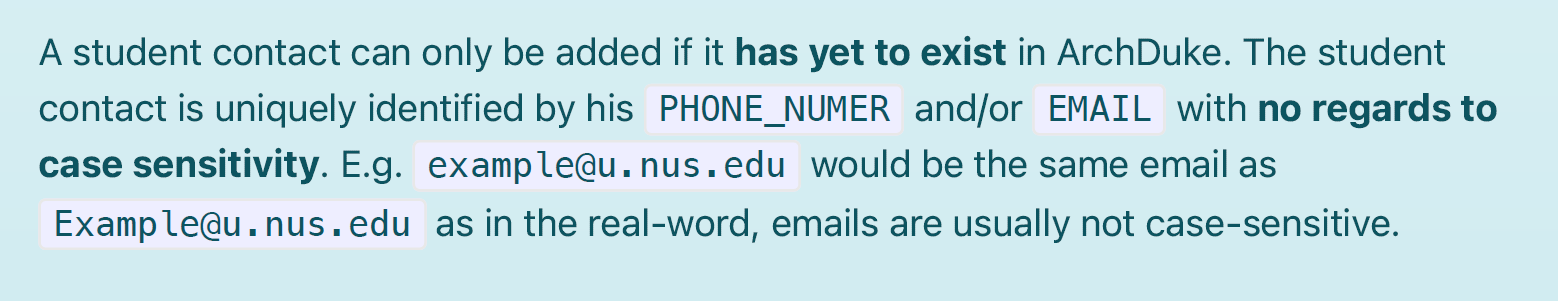 A student contact can only be added if it has yet to exist in ArchDuke. The student
contact is uniquely identified by his PHONE_NUMER and/or EMAIL with no regards to
case sensitivity. E.g. example@u.nus.edu would be the same email as
Example@u.nus.edu as in the real-word, emails are usually not case-sensitive.